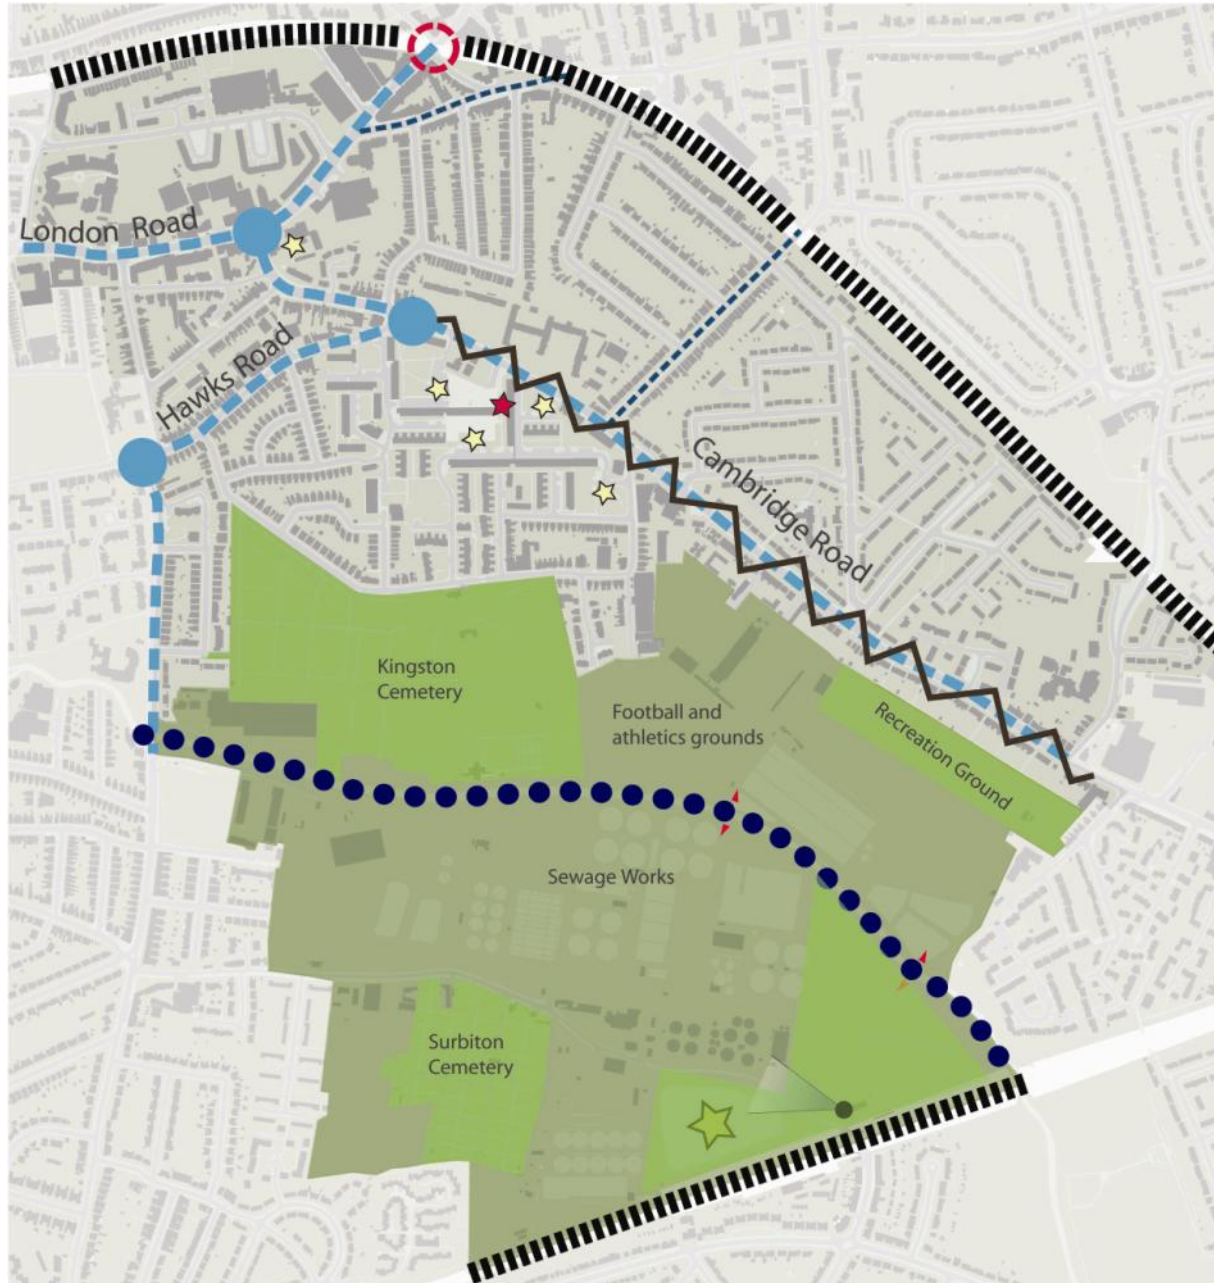 London Road
Hawks Road
Cambridge Road
Kingston
Cemetery
Football and
athletics grounds
Recreation Ground
Sewage Works
Surbiton
Cemetery